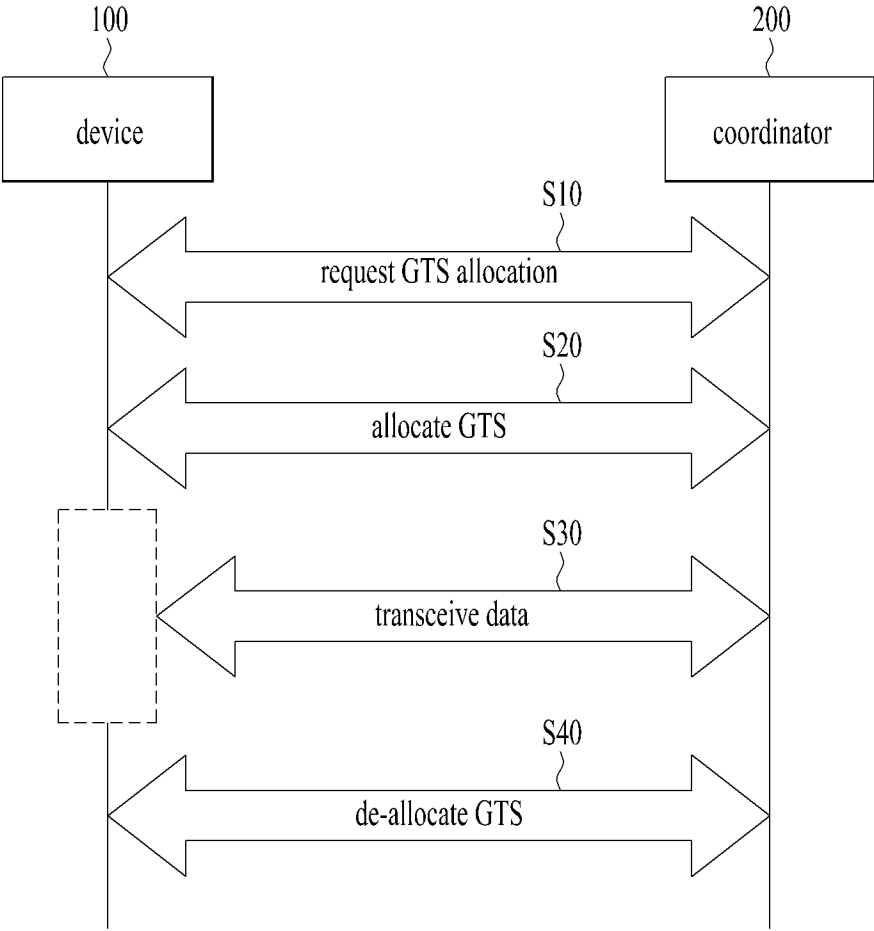 100
200
device
coordinator
S10
request GTS allocation
S20
allocate GTS
S30
transceive data
S40
de-allocate GTS